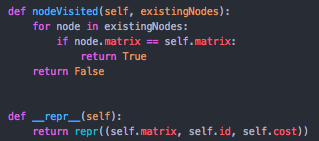 def nodeVisited(self, existingNodes):
    for node in existingNodes:
        if node.matrix == self.matrix:
            return True
    return False
def __repr__(self):
    return repr((self.matrix, self.id, self.cost))